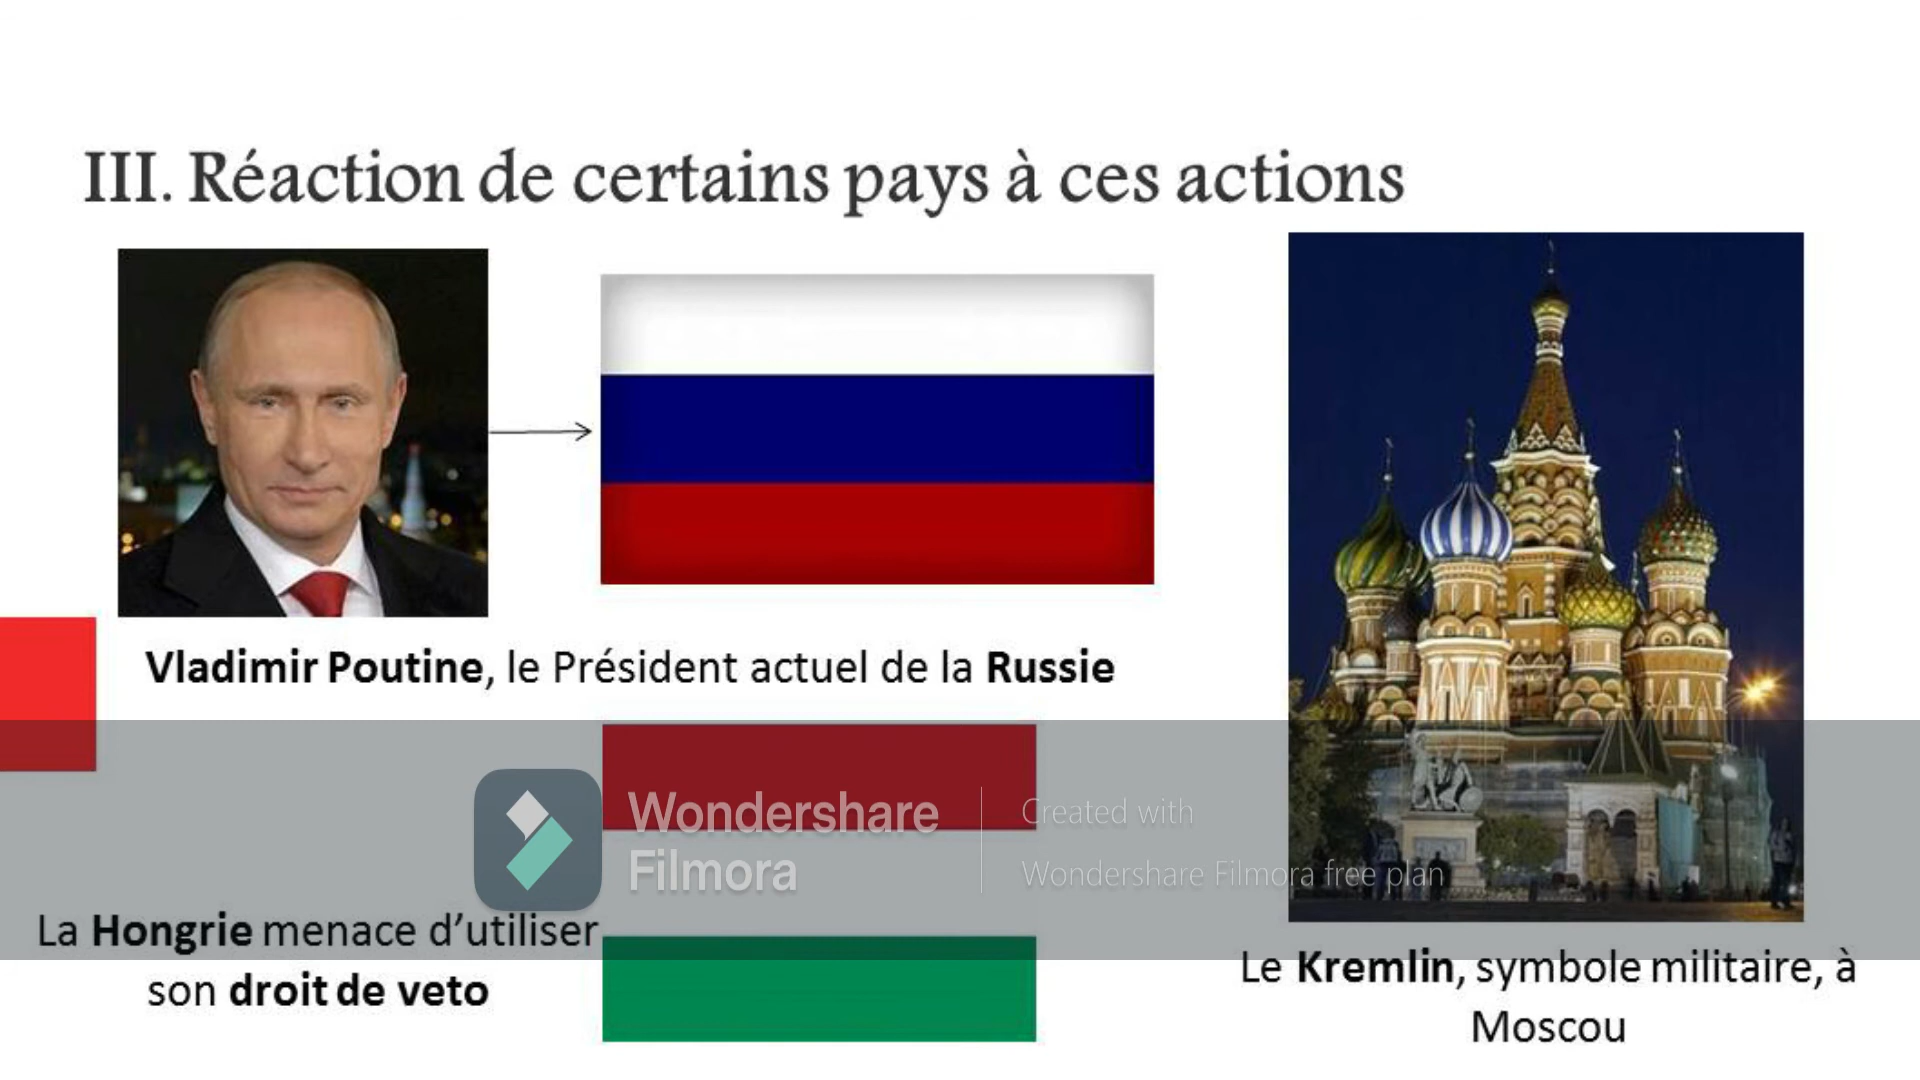 III. Réaction de certains pays à ces actions
Vladimir Poutine, le Président actuel de la Russie
Wondershare
Filmora
Created with
Wondershare Filmora free plan
La Hongrie menace d’utiliser
son droit de veto
Le Kremlin, symbole militaire, à
Moscou